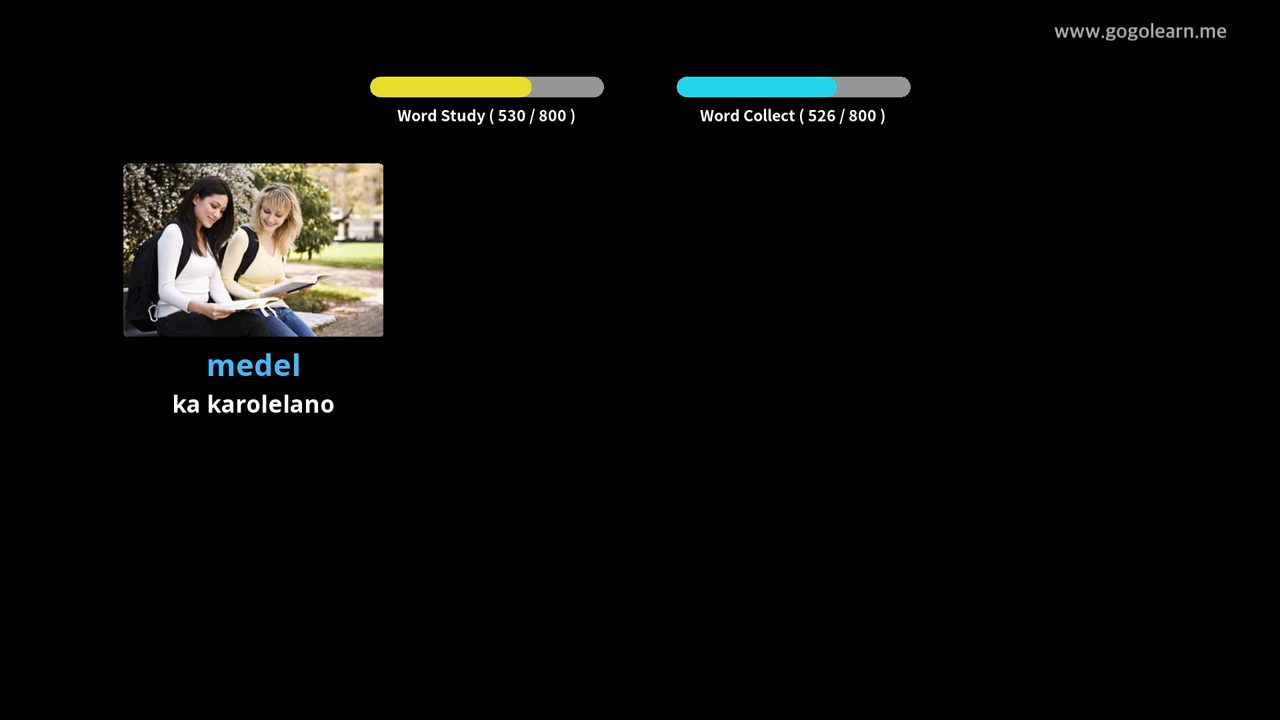 www.gogolearn.me
Word Study ( 530 / 800 )
Word Collect ( 526 / 800 )
medel
ka karolelano